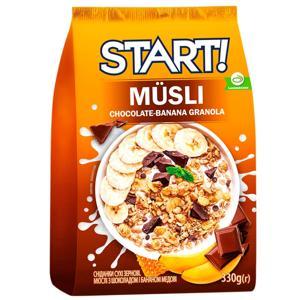 START!
MÜSLI
CHOCOLATE-BANANA GRANOLA
СНІДАНКИ СУХІ ЗЕРНОВІ.
МЮСЛІ З ШОКОЛАДОМ І БАНАНОМ МЕДОВІ
330g(г)